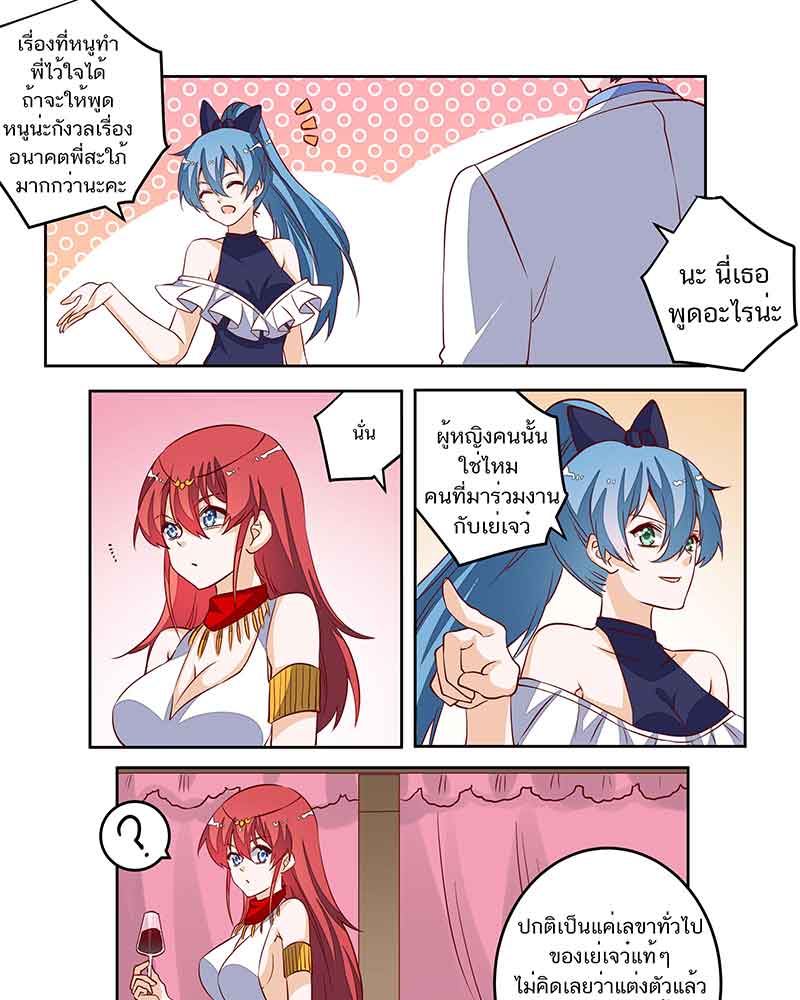 เรื่องที่หนูทำ
พี่ไว้ใจได้
ถ้าจะให้พูด
หนูน่ะกังวลเรื่อง
อนาคตพี่สะใภ้
มากกว่านะคะ
นะ นี่เธอ
พูดอะไรน่ะ
นั่น
ผู้หญิงคนนั้น
ใช่ไหม
คนที่มาร่วมงาน
กับเย่เจว๋
?
ปกติเป็นแค่เลขาทั่วไป
ของเย่เจว๋แท้ๆ
ไม่คิดเลยว่าแต่งตัวแล้ว